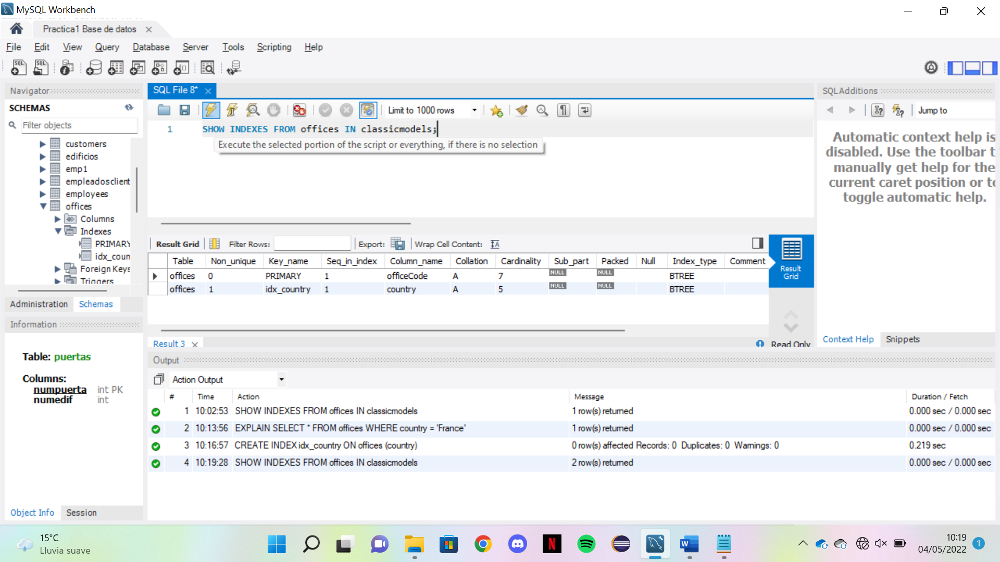 MySQL Workbench
Practica1 Base de datos
File Edit View Query Database Server Tools Scripting Help
Navigator
SCHEMAS
Filter objects
customers
edificios
emp1
empleadosclient
employees
offices
Columns
Indexes
PRIMARY
idx_coun
Foreign Keys
Triggers
Administration Schemas
Information
Table: puertas
Columns:
numpuerta int PK
numedif int
Object Info Session
SQL File 8*
Limit to 1000 rows
1 SHOW INDEXES FROM offices IN classicmodels;
Execute the selected portion of the script or everything, if there is no selection
Result Grid Filter Rows: Export: Wrap Cell Content:
Table Non_unique Key_name Seq_in_index Column_name Collation Cardinality Sub_part Packed Null Index_type Comment
offices 0 PRIMARY 1 officeCode A 7 NULL NULL BTREE
offices 1 idx_country 1 country A 5 NULL NULL BTREE
Result
Grid
Result 3
Read Only
SQLAdditions
Jump to
Automatic context help is
disabled. Use the toolbar t
manually get help for the
current caret position or to
toggle automatic help.
Context Help Snippets
Output
Action Output
# Time Action Message Duration / Fetch
1 10:02:53 SHOW INDEXES FROM offices IN classicmodels 1 row(s) returned 0.000 sec / 0.000 sec
2 10:13:56 EXPLAIN SELECT * FROM offices WHERE country = 'France' 1 row(s) returned 0.000 sec / 0.000 sec
3 10:16:57 CREATE INDEX idx_country ON offices (country) 0 row(s) affected Records: 0 Duplicates: 0 Warnings: 0 0.219 sec
4 10:19:28 SHOW INDEXES FROM offices IN classicmodels 2 row(s) returned 0.000 sec / 0.000 sec
15°C
Lluvia suave
10:19
04/05/2022
1